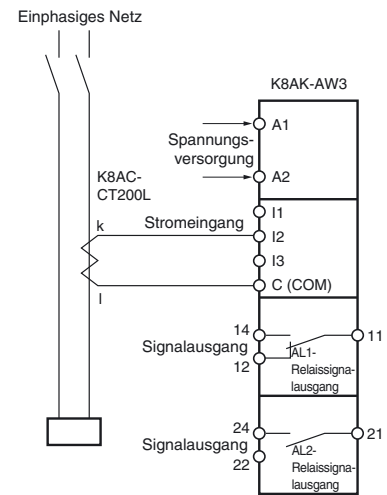 Einphasiges Netz
K8AK-AW3
A1
Spannungs-
versorgung
A2
K8AC-
CT200L
I1
k
Stromeingang
I2
I3
C (COM)
l
14
11
Signalausgang
AL1-
12
Relaissigna-
lausgang
24
21
Signalausgang
AL2-
22
Relaissigna-
lausgang